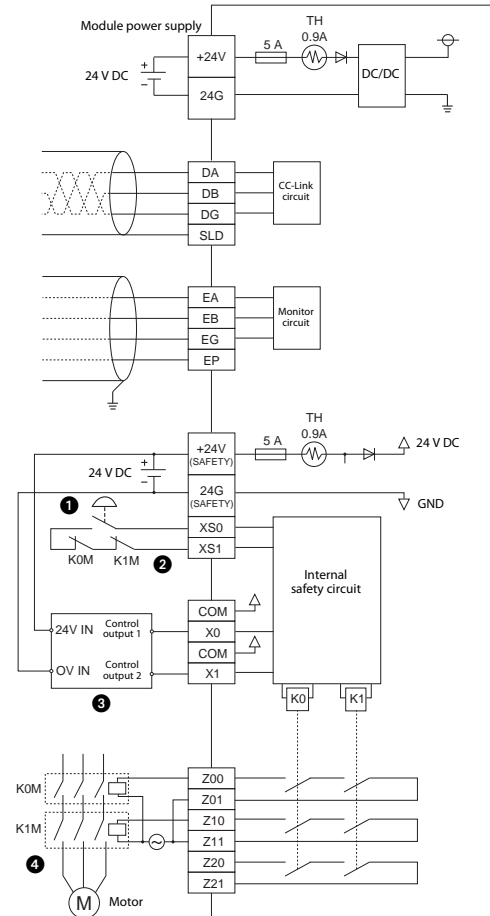 Module power supply
24 V DC
+
−
+24V
24G
5 A
TH
0.9A
DC/DC
DA
DB
DG
SLD
CC-Link
circuit
EA
EB
EG
EP
Monitor
circuit
24 V DC
+
−
+24V
(SAFETY)
24G
(SAFETY)
5 A
TH
0.9A
24 V DC
GND
1
K0M
K1M
2
XS0
XS1
Internal
safety circuit
24V IN
Control
output 1
OV IN
Control
output 2
3
COM
X0
COM
X1
K0
K1
K0M
K1M
4
M
Motor
Z00
Z01
Z10
Z11
Z20
Z21